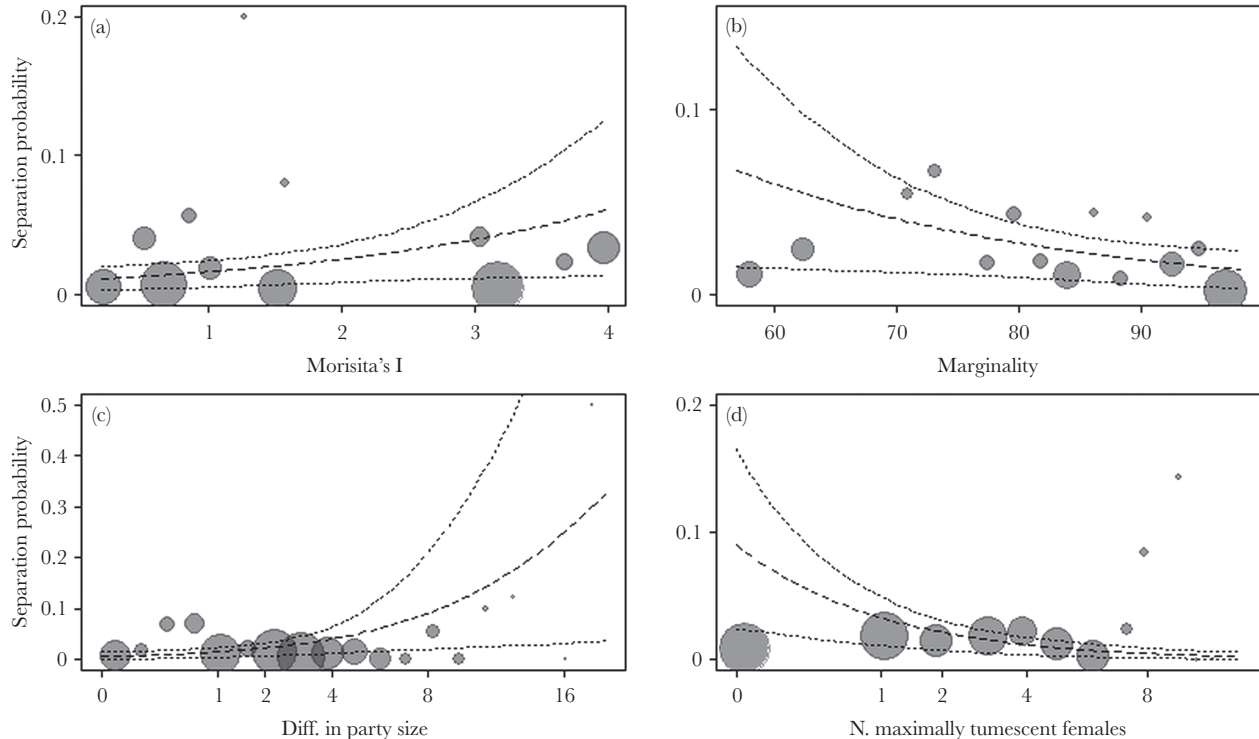 (a)
Separation probability
0.2
0.1
0
1 2 3 4
Morisita's I
(b)
0.1
0
60 70 80 90
Marginality
(c)
Separation probability
0.5
0.4
0.3
0.2
0.1
0
0 1 2 4 8 16
Diff. in party size
(d)
0.2
0.1
0
0 1 2 4 8
N. maximally tumescent females